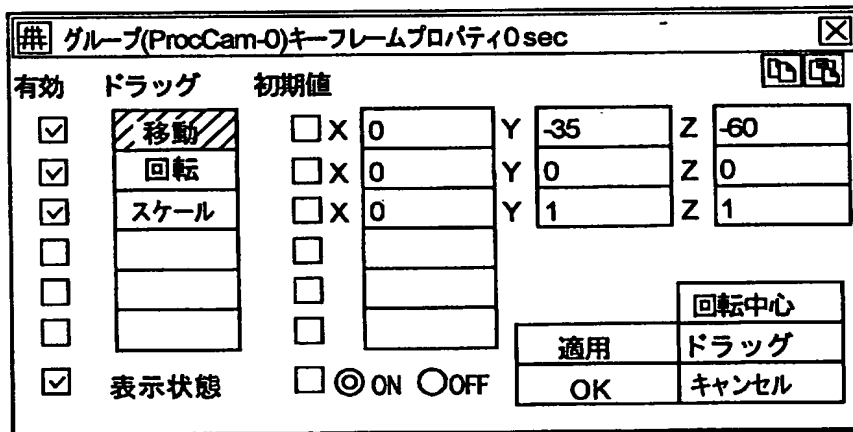 グループ(ProcCam-0)キーフレームプロパティ0sec
有効 ドラッグ 初期値
移動 X 0 Y -35 Z -60
回転 X 0 Y 0 Z 0
スケール X 0 Y 1 Z 1
回転中心
適用 ドラッグ
表示状態 ON OFF OK キャンセル